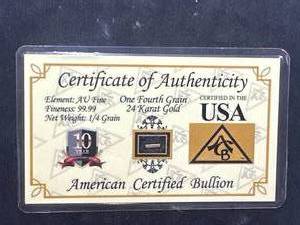 Certificate of Authenticity
Element: AU Fine
Fineness: 99.99
Net Weight: 1/4 Grain
One Fourth Grain
24 Karat Gold
CERTIFIED IN THE
USA
10
YEAR
ACB
American Certified Bullion